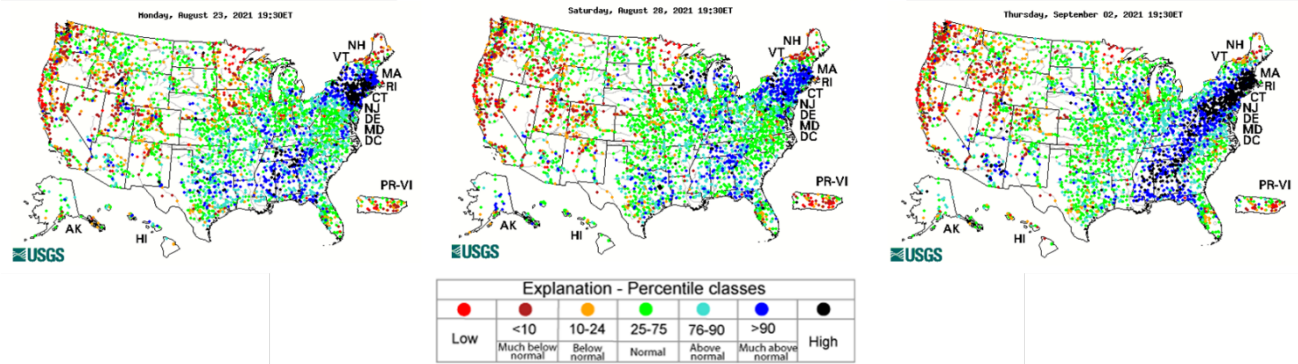 Monday, August 23, 2021 19:30ET
NH
VT
MA
RI
CT
NJ
DE
MD
DC
PR-VI
AK
HI
USGS
Saturday, August 28, 2021 19:30ET
NH
VT
MA
RI
CT
NJ
DE
MD
DC
PR-VI
AK
HI
USGS
Thursday, September 02, 2021 19:30ET
NH
VT
MA
RI
CT
NJ
DE
MD
DC
PR-VI
AK
HI
USGS
Explanation - Percentile classes
Low <10 10-24 25-75 76-90 >90 High
Much below normal Below normal Normal Above normal Much above normal